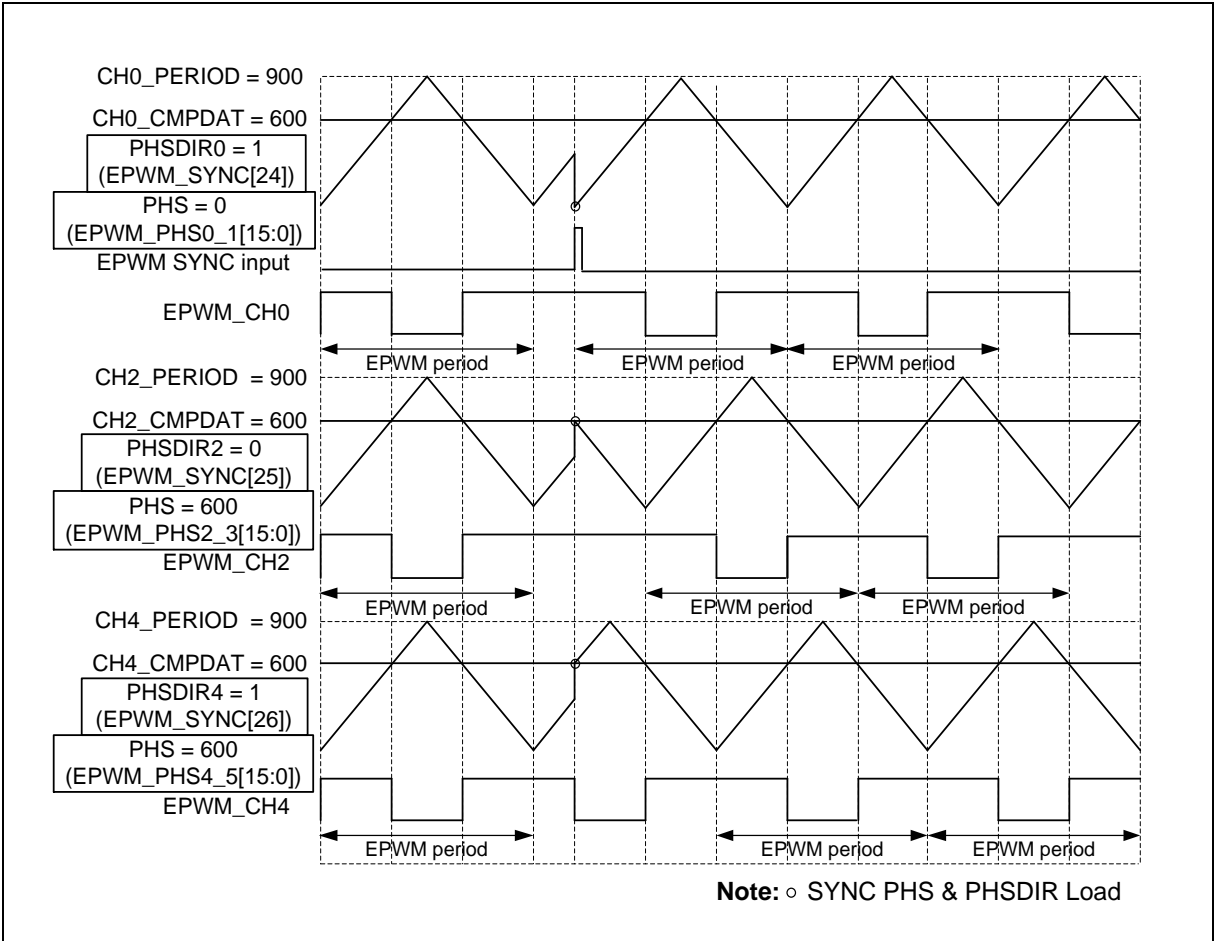 CH0_PERIOD = 900
CH0_CMPDAT = 600
PHSDIR0 = 1
(EPWM_SYNC[24])
PHS = 0
(EPWM_PHS0_1[15:0])
EPWM SYNC input
EPWM_CH0
EPWM period
EPWM period
EPWM period
CH2_PERIOD = 900
CH2_CMPDAT = 600
PHSDIR2 = 0
(EPWM_SYNC[25])
PHS = 600
(EPWM_PHS2_3[15:0])
EPWM_CH2
EPWM period
EPWM period
EPWM period
CH4_PERIOD = 900
CH4_CMPDAT = 600
PHSDIR4 = 1
(EPWM_SYNC[26])
PHS = 600
(EPWM_PHS4_5[15:0])
EPWM_CH4
EPWM period
EPWM period
EPWM period
Note: ○ SYNC PHS & PHSDIR Load